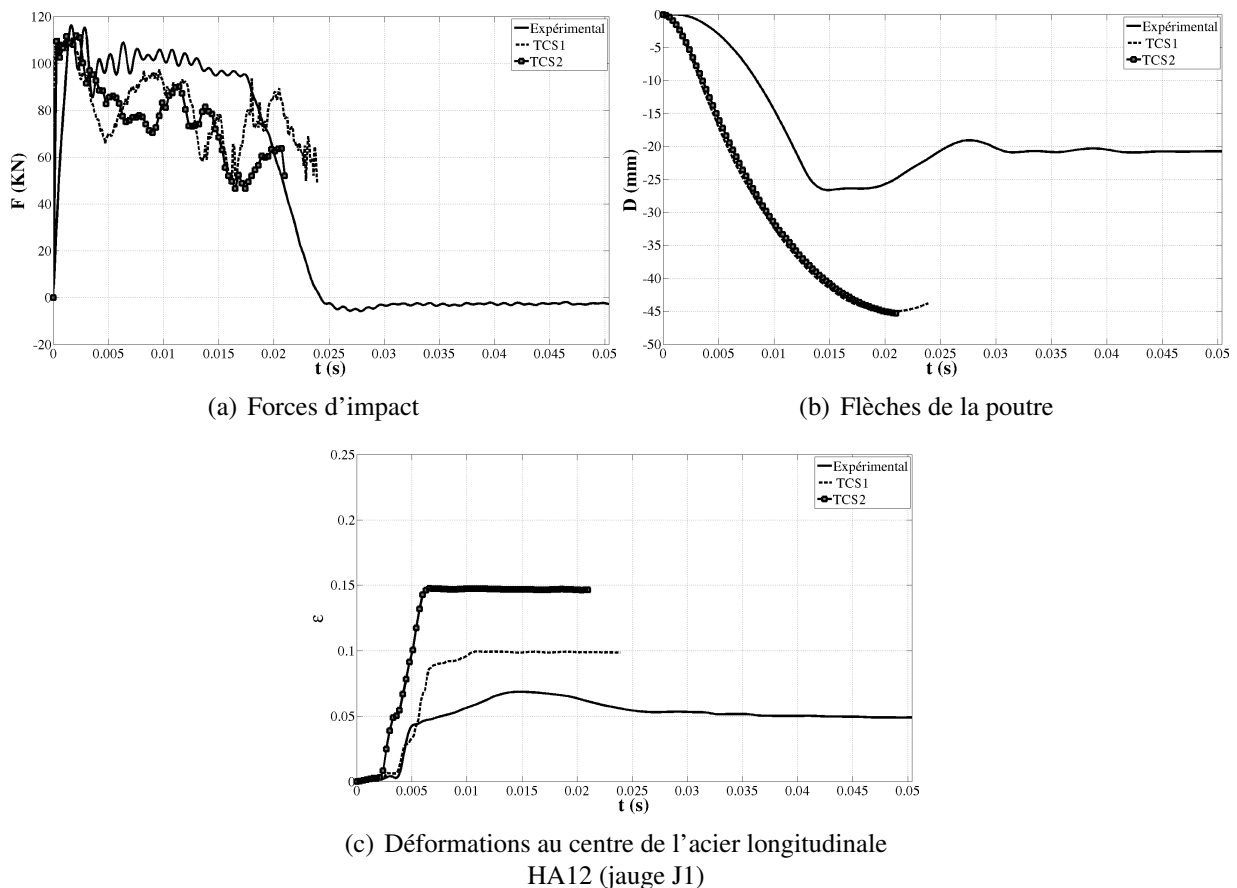 120
100
80
60
40
20
0
-20
F (KN)
0 0.005 0.01 0.015 0.02 0.025 0.03 0.035 0.04 0.045 0.05
t (s)
Expérimental
TCS1
TCS2
(a) Forces d'impact
0
-5
-10
-15
-20
-25
-30
-35
-40
-45
-50
D (mm)
0 0.005 0.01 0.015 0.02 0.025 0.03 0.035 0.04 0.045 0.05
t (s)
Expérimental
TCS1
TCS2
(b) Flèches de la poutre
0.25
0.2
0.15
0.1
0.05
0
ε
0 0.005 0.01 0.015 0.02 0.025 0.03 0.035 0.04 0.045 0.05
t (s)
Expérimental
TCS1
TCS2
(c) Déformations au centre de l'acier longitudinale
HA12 (jauge J1)